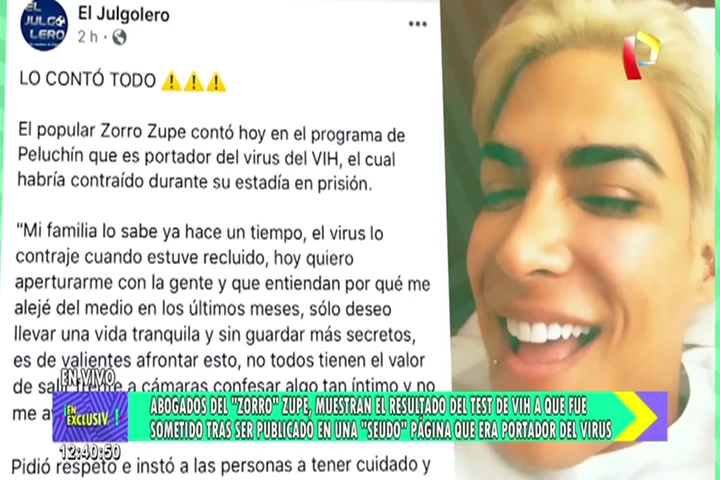 EL
JULGO
LERO
El Julgolero
2 h
LO CONTÓ TODO
El popular Zorro Zupe contó hoy en el programa de
Peluchín que es portador del virus del VIH, el cual
habría contraído durante su estadía en prisión.
"Mi familia lo sabe ya hace un tiempo, el virus lo
contraje cuando estuve recluido, hoy quiero
aperturarme con la gente y que entiendan por qué me
alejé del medio en los últimos meses, sólo deseo
llevar una vida tranquila y sin guardar más secretos,
es de valientes afrontar esto, no todos tienen el valor
de a cámaras confesar algo tan íntimo y no
me
EN VIVO
¡EN EXCLUSIV !
ABOGADOS DEL "ZORRO" ZUPE, MUESTRAN EL RESULTADO DEL TEST DE VIH A QUE FUE
SOMETIDO TRAS SER PUBLICADO EN UNA "SEUDO" PÁGINA QUE ERA PORTADOR DEL VIRUS
12:40:50
Pidió respeto e instó a las personas a tener cuidado y